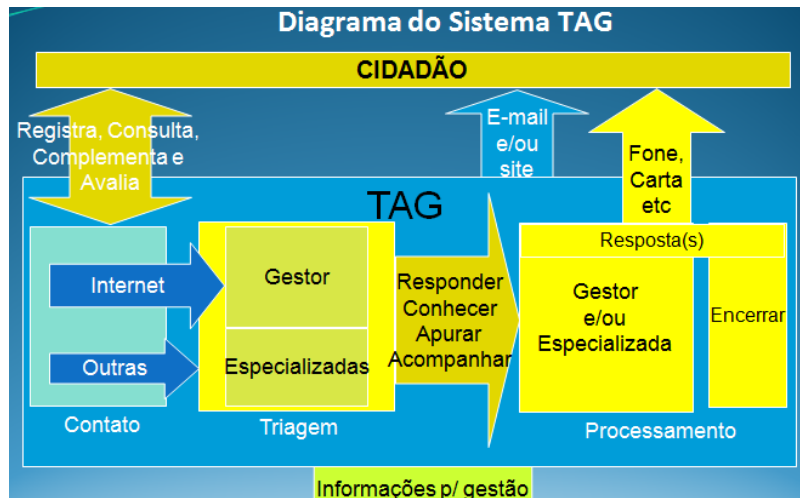 Diagrama do Sistema TAG
CIDADÃO
Registra, Consulta,
Complementa e
Avalia
E-mail
e/ou
site
Fone,
Carta
etc
TAG
Internet
Outras
Contato
Gestor
Especializadas
Triagem
Responder
Conhecer
Apurar
Acompanhar
Resposta(s)
Gestor
e/ou
Especializada
Encerrar
Processamento
Informações p/ gestão